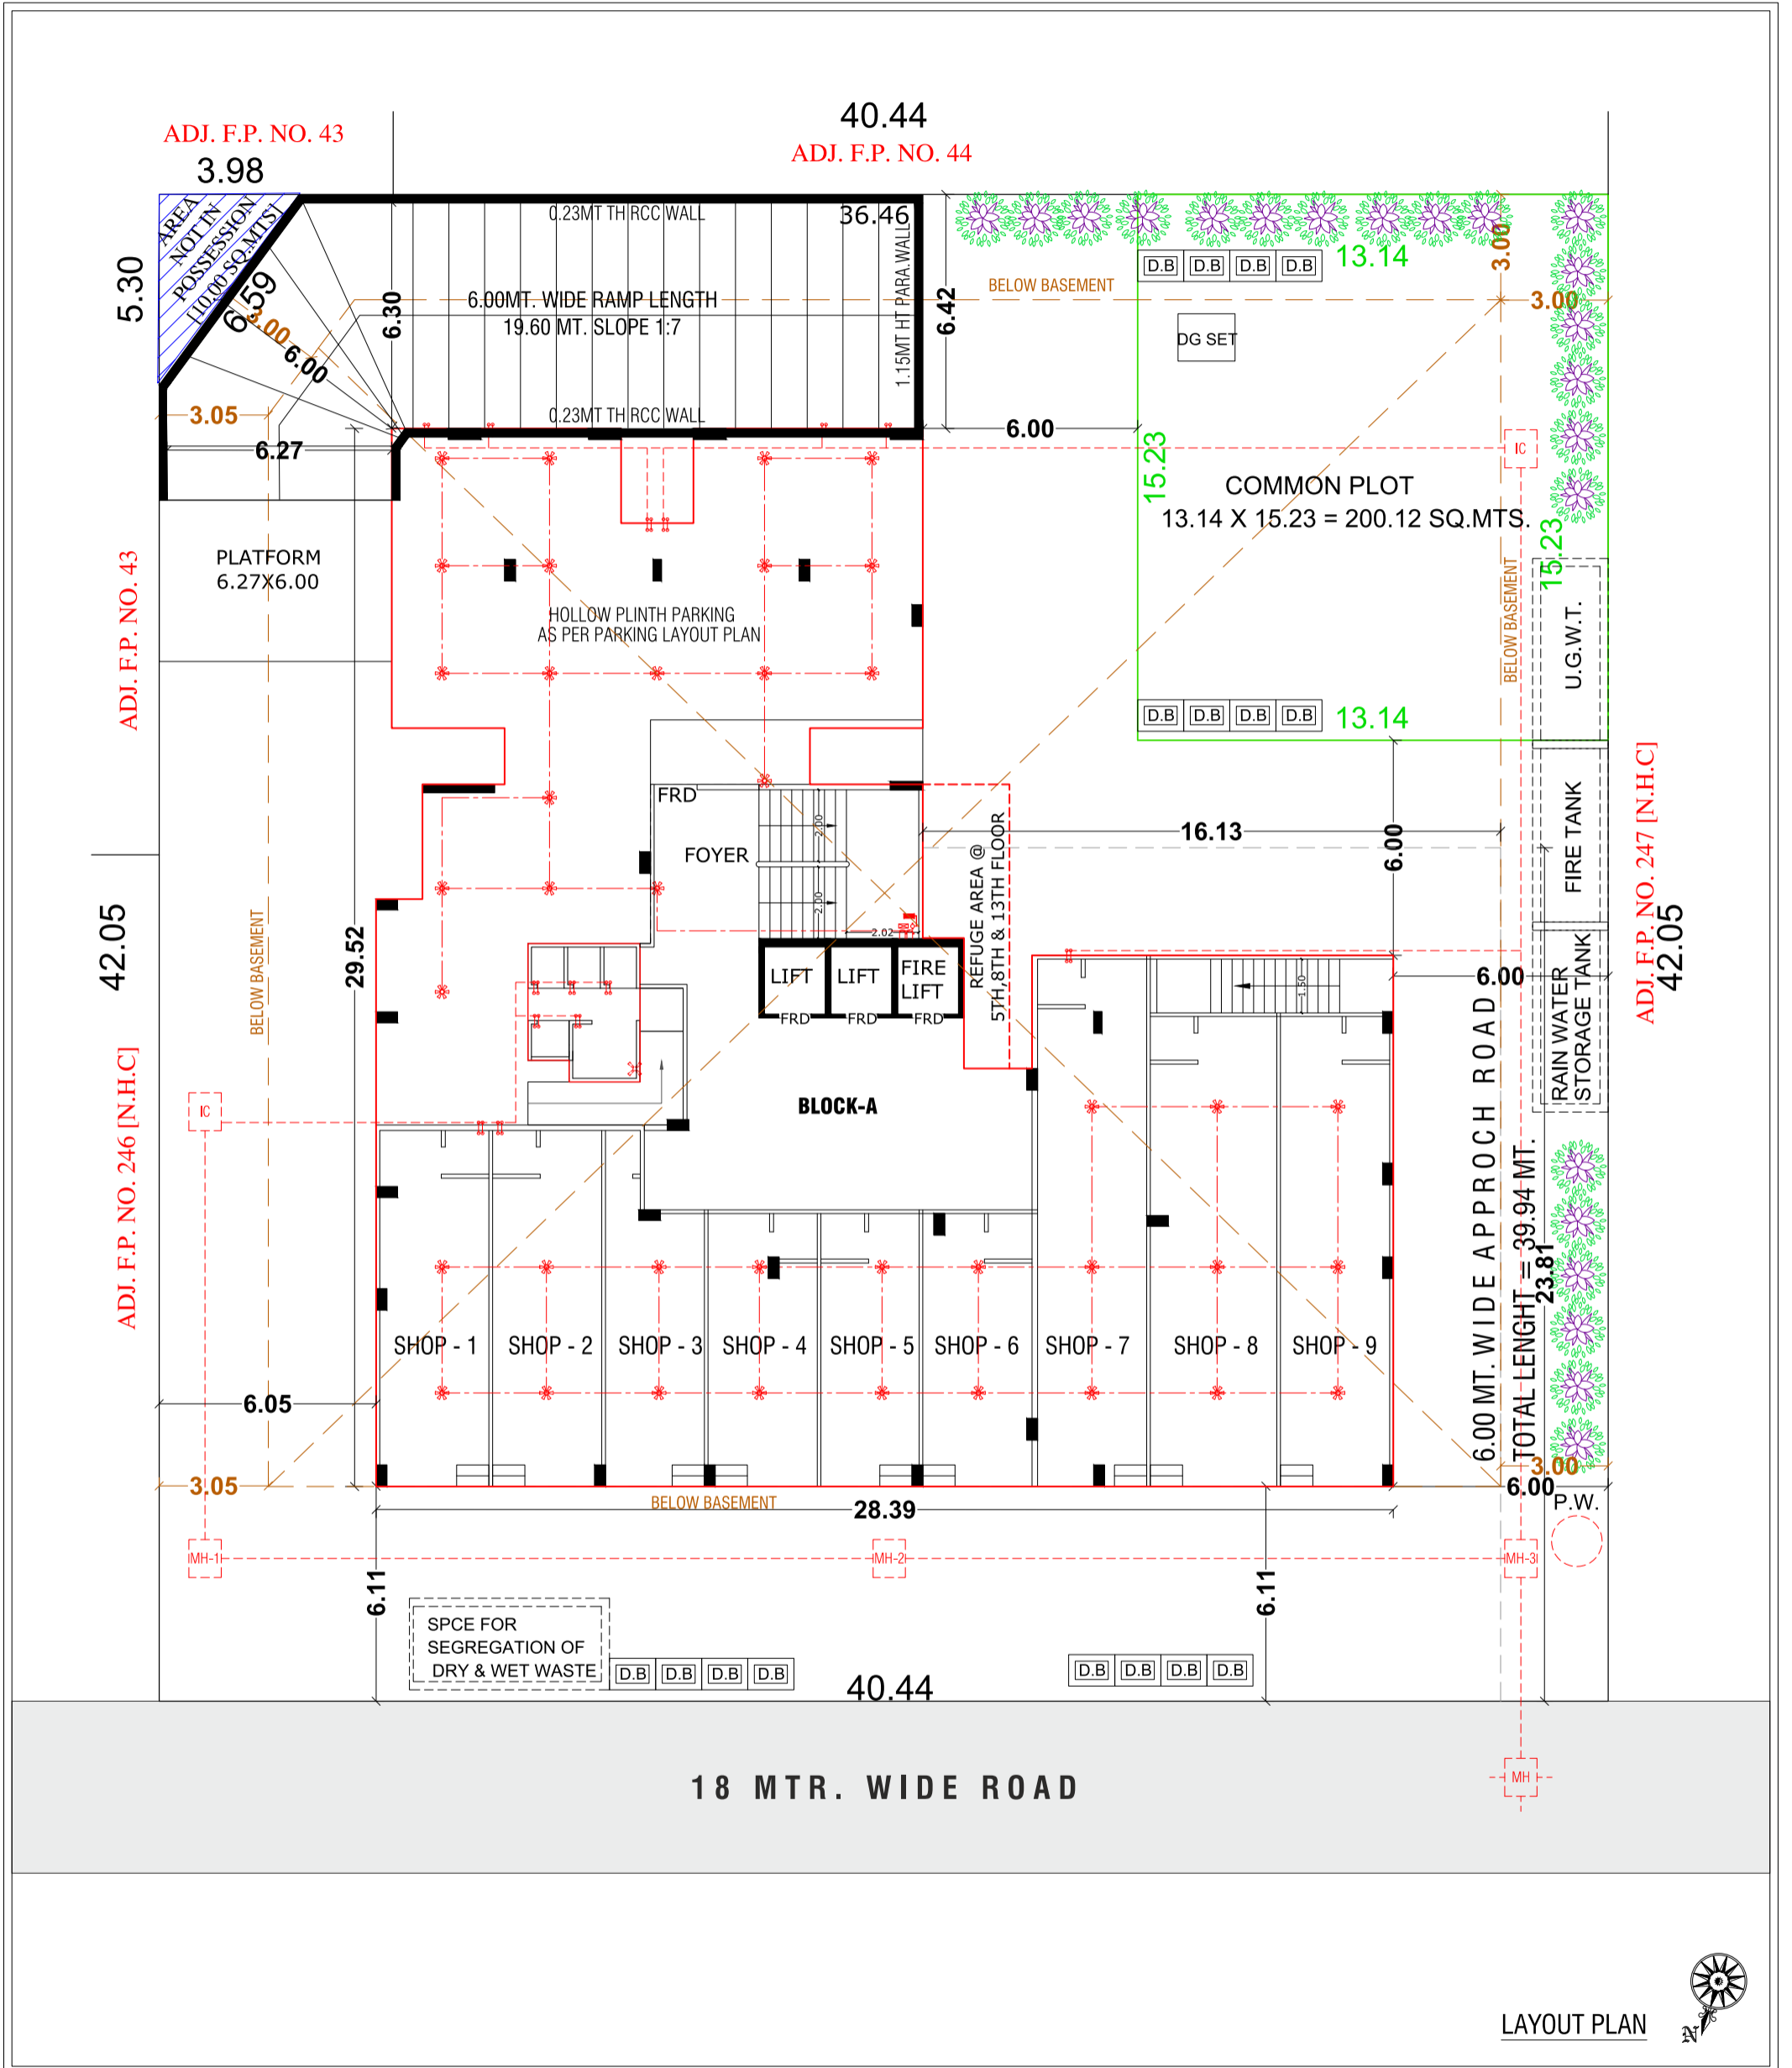 40.44
ADJ. F.P. NO. 43
ADJ. F.P. NO. 44
3.98
AREA
NOT IN
POSSESSION
[10.00 SQ.MTS]
0.23MT TH RCC WALL
36.46
1.15MT HT PARA.WALLS
5.30
6.59
3.00
6.00
6.30
6.00MT. WIDE RAMP LENGTH
19.60 MT. SLOPE 1:7
6.42
BELOW BASEMENT
D.B
D.B
D.B
D.B
13.14
3.00
3.00
DG SET
3.05
0.23MT TH RCC WALL
6.00
6.27
15.23
IC
COMMON PLOT
13.14 X 15.23 = 200.12 SQ.MTS.
15.23
PLATFORM
6.27X6.00
ADJ. F.P. NO. 43
HOLLOW PLINTH PARKING
AS PER PARKING LAYOUT PLAN
BELOW BASEMENT
U.G.W.T.
D.B
D.B
D.B
D.B
13.14
FRD
FOYER
2.00
2.00
2.02
REFUGE AREA @
5TH,8TH & 13TH FLOOR
16.13
6.00
FIRE TANK
ADJ. F.P. NO. 247 [N.H.C]
42.05
42.05
29.52
BELOW BASEMENT
LIFT
LIFT
FIRE
LIFT
FRD
FRD
FRD
1.50
6.00
RAIN WATER
STORAGE TANK
IC
ADJ. F.P. NO. 246 [N.H.C]
BLOCK-A
6.00 MT. WIDE APPROCH ROAD
TOTAL LENGHT = 39.94 MT.
23.81
SHOP - 1
SHOP - 2
SHOP - 3
SHOP - 4
SHOP - 5
SHOP - 6
SHOP - 7
SHOP - 8
SHOP - 9
6.05
3.05
3.00
6.00
BELOW BASEMENT
28.39
P.W.
MH-1
MH-2
MH-3
6.11
6.11
SPCE FOR
SEGREGATION OF
DRY & WET WASTE
D.B
D.B
D.B
D.B
D.B
D.B
D.B
D.B
40.44
18 MTR. WIDE ROAD
MH
LAYOUT PLAN
N